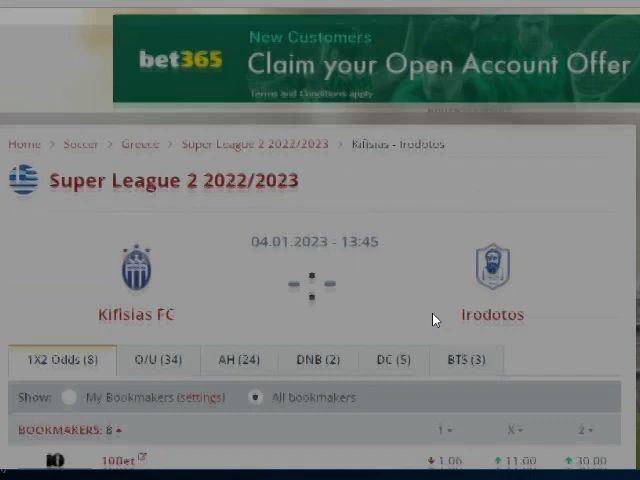 bet365
New Customers
Claim your Open Account Offer
Terms and Conditions apply
Home > Soccer > Greece > Super League 2 2022/2023 > Kifisias - Irodotos
Super League 2 2022/2023
04.01.2023 - 13:45
- : -
Kifisias FC
Irodotos
1X2 Odds (8) O/U (34) AH (24) DNB (2) DC (5) BTS (3)
Show: My Bookmakers (settings) All bookmakers
BOOKMAKERS: 8 1 X 2
10 10Bet 1.06 11.00 30.00